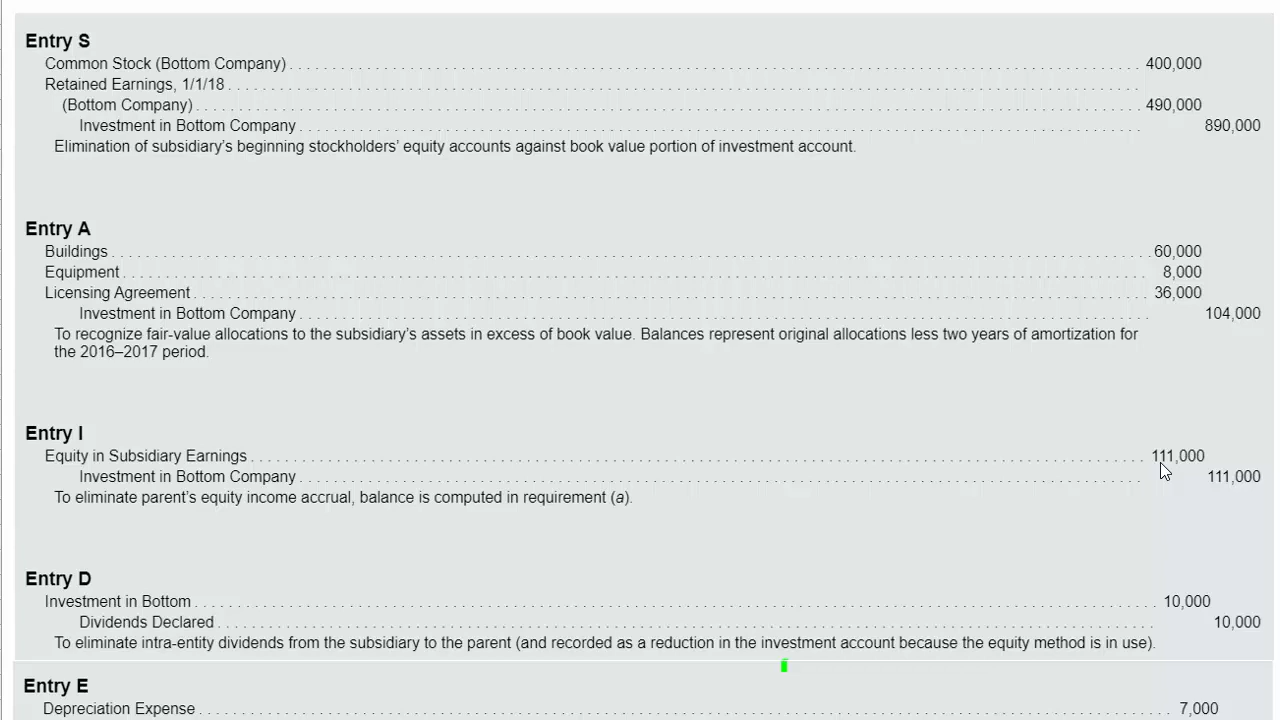 Entry S
Common Stock (Bottom Company) 400,000
Retained Earnings, 1/1/18
(Bottom Company) 490,000
Investment in Bottom Company 890,000
Elimination of subsidiary's beginning stockholders' equity accounts against book value portion of investment account.
Entry A
Buildings 60,000
Equipment 8,000
Licensing Agreement 36,000
Investment in Bottom Company 104,000
To recognize fair-value allocations to the subsidiary's assets in excess of book value. Balances represent original allocations less two years of amortization for
the 2016–2017 period.
Entry I
Equity in Subsidiary Earnings 111,000
Investment in Bottom Company 111,000
To eliminate parent's equity income accrual, balance is computed in requirement (a).
Entry D
Investment in Bottom 10,000
Dividends Declared 10,000
To eliminate intra-entity dividends from the subsidiary to the parent (and recorded as a reduction in the investment account because the equity method is in use).
Entry E
Depreciation Expense 7,000